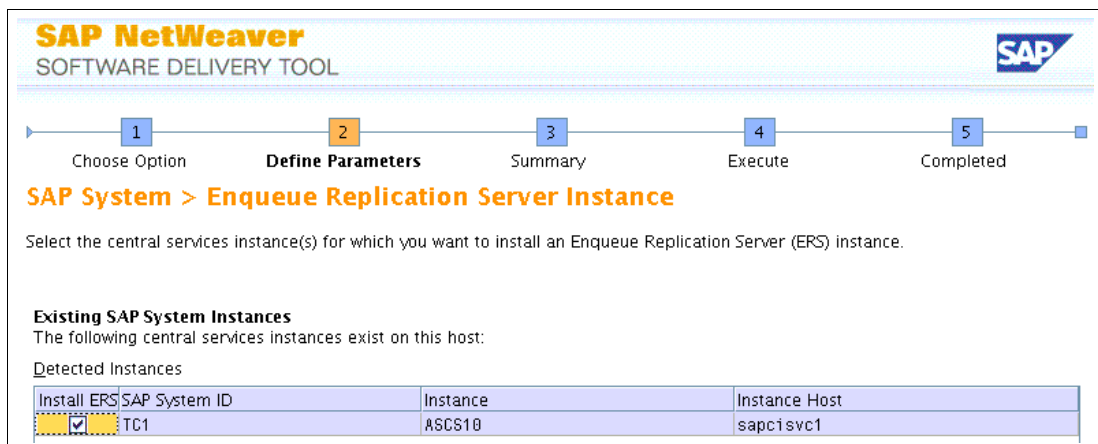 SAP NetWeaver
SOFTWARE DELIVERY TOOL
SAP
1 2 3 4 5
Choose Option Define Parameters Summary Execute Completed
SAP System > Enqueue Replication Server Instance
Select the central services instance(s) for which you want to install an Enqueue Replication Server (ERS) instance.
Existing SAP System Instances
The following central services instances exist on this host:
Detected Instances
Install ERS SAP System ID Instance Instance Host
TC1 ASCS10 sapcisvc1